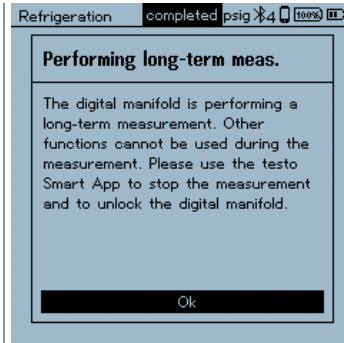 Refrigeration completed psig 4 100%
Performing long-term meas.
The digital manifold is performing a
long-term measurement. Other
functions cannot be used during the
measurement. Please use the testo
Smart App to stop the measurement
and to unlock the digital manifold.
Ok